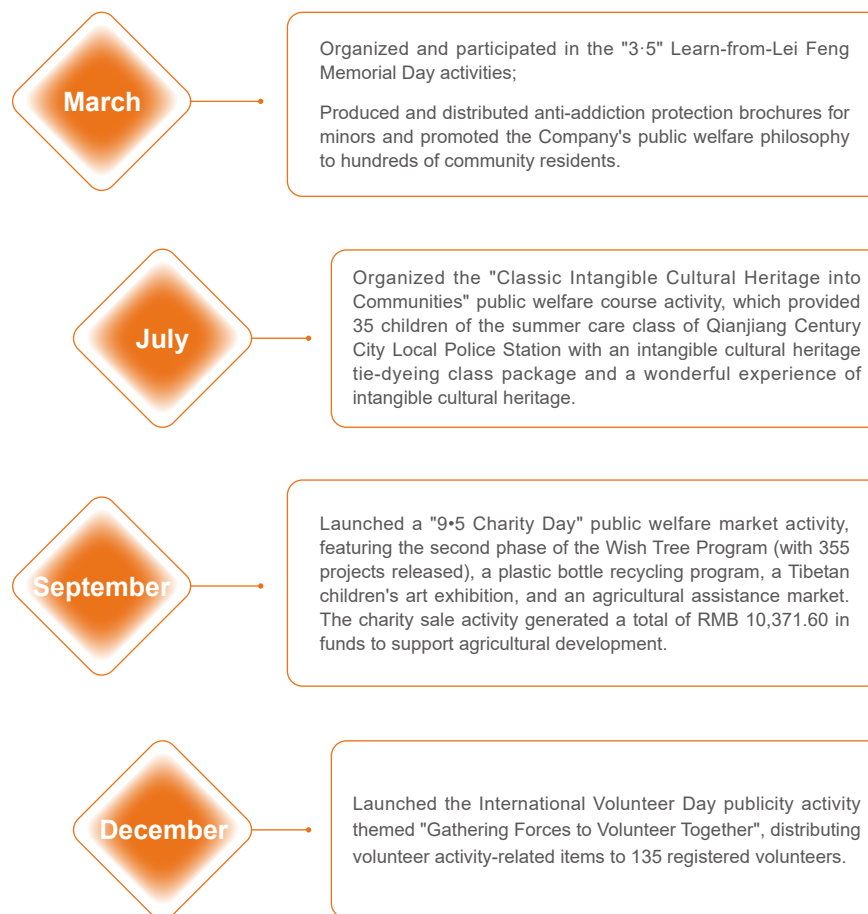 March
Organized and participated in the "3·5" Learn-from-Lei Feng
Memorial Day activities;
Produced and distributed anti-addiction protection brochures for
minors and promoted the Company's public welfare philosophy
to hundreds of community residents.
July
Organized the "Classic Intangible Cultural Heritage into
Communities" public welfare course activity, which provided
35 children of the summer care class of Qianjiang Century
City Local Police Station with an intangible cultural heritage
tie-dyeing class package and a wonderful experience of
intangible cultural heritage.
September
Launched a "9•5 Charity Day" public welfare market activity,
featuring the second phase of the Wish Tree Program (with 355
projects released), a plastic bottle recycling program, a Tibetan
children's art exhibition, and an agricultural assistance market.
The charity sale activity generated a total of RMB 10,371.60 in
funds to support agricultural development.
December
Launched the International Volunteer Day publicity activity
themed "Gathering Forces to Volunteer Together", distributing
volunteer activity-related items to 135 registered volunteers.